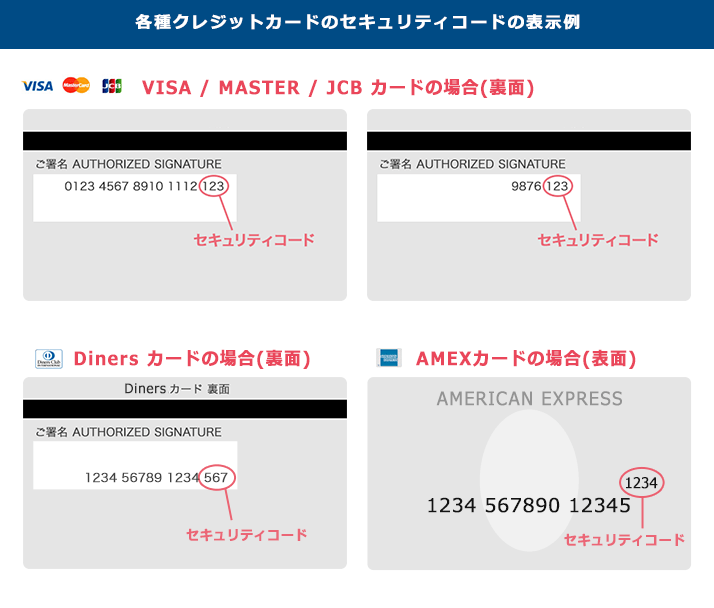 各種クレジットカードのセキュリティコードの表示例
VISA MasterCard JCB VISA / MASTER / JCB カードの場合(裏面)
ご署名 AUTHORIZED SIGNATURE
0123 4567 8910 1112 123
セキュリティコード
ご署名 AUTHORIZED SIGNATURE
9876 123
セキュリティコード
Diners Club Diners カードの場合(裏面)
Diners カード 裏面
ご署名 AUTHORIZED SIGNATURE
1234 56789 1234 567
セキュリティコード
AMEXカードの場合(表面)
AMERICAN EXPRESS
1234
1234 567890 12345
セキュリティコード